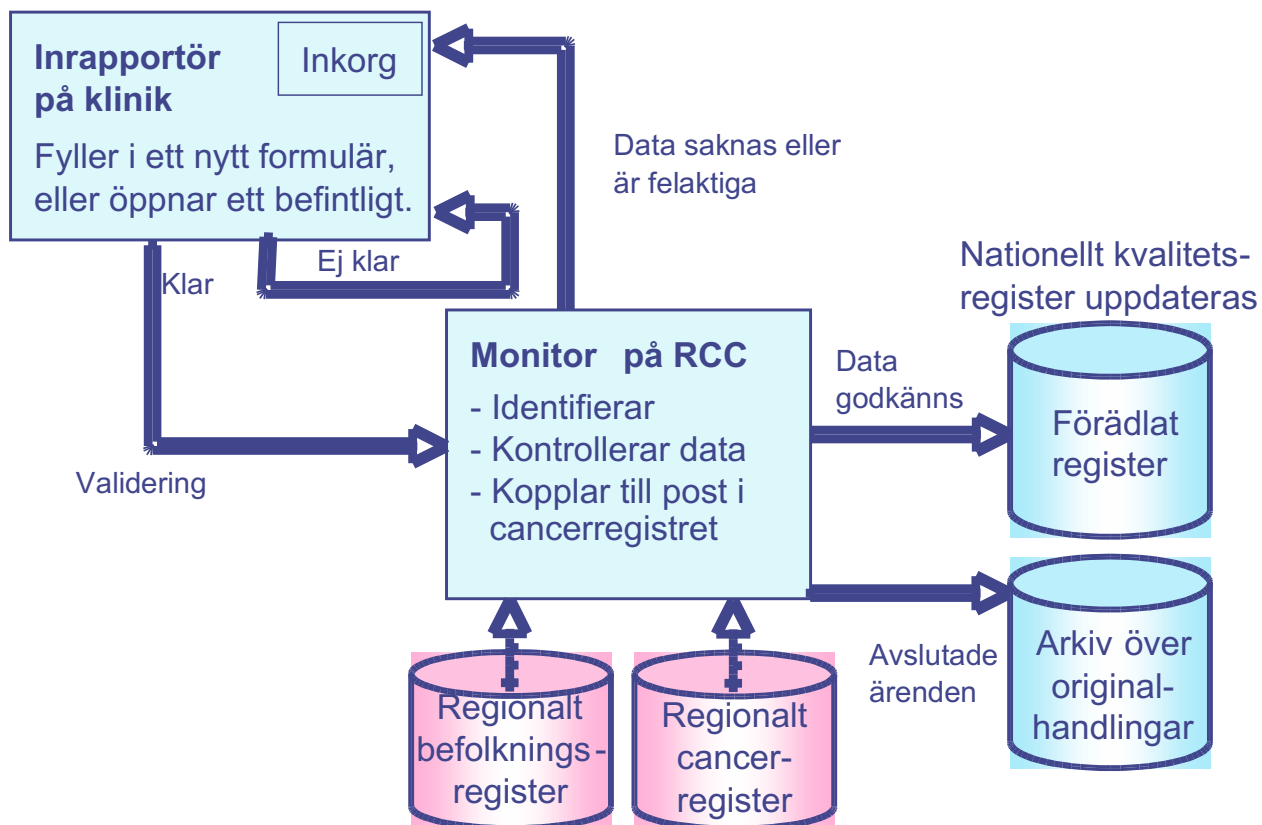 Inrapportör
på klinik
Inkorg
Fyller i ett nytt formulär,
eller öppnar ett befintligt.
Data saknas eller
är felaktiga
Ej klar
Klar
Validering
Monitor på RCC
- Identifierar
- Kontrollerar data
- Kopplar till post i
cancerregistret
Data
godkänns
Nationellt kvalitets-
register uppdateras
Förädlat
register
Avslutade
ärenden
Arkiv över
original-
handlingar
Regionalt
befolknings-
register
Regionalt
cancer-
register